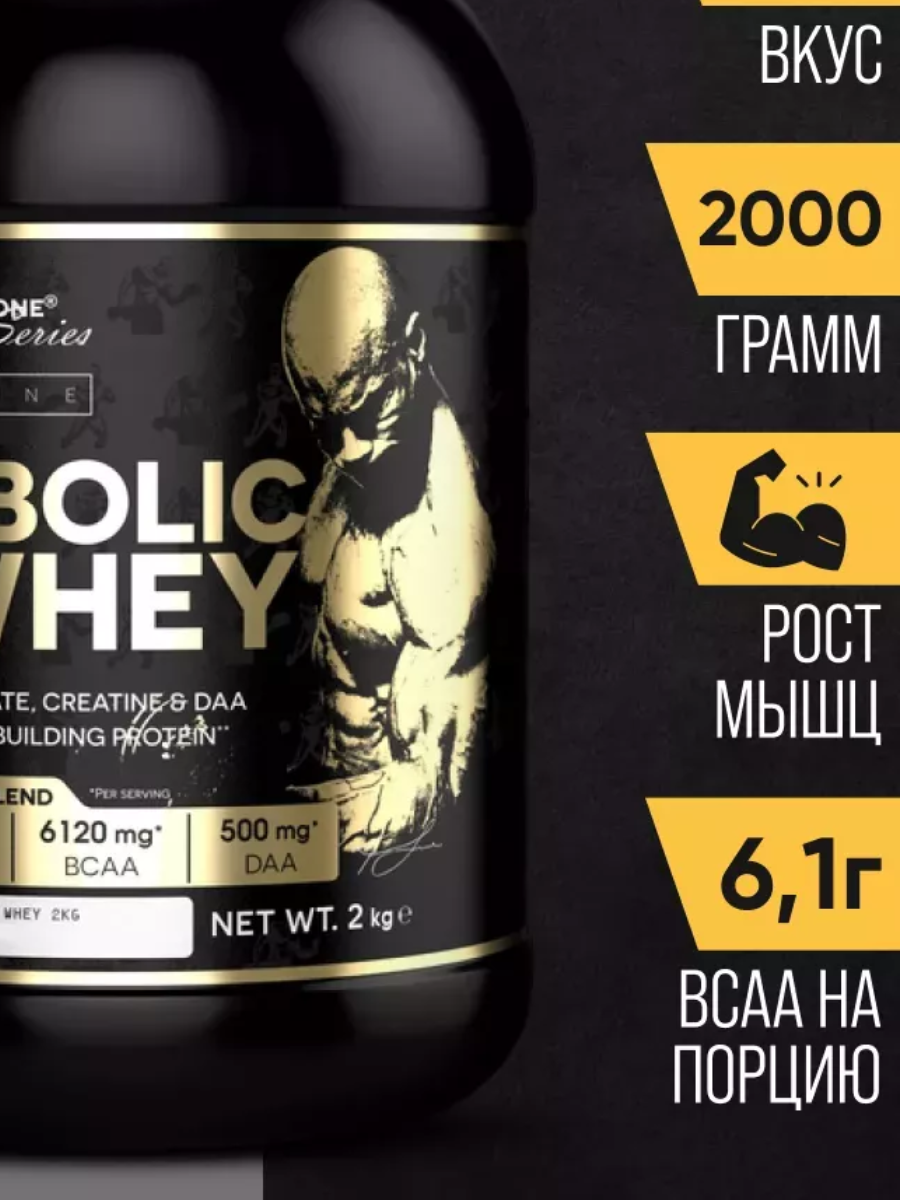 ONE®
Series
N E
BOLIC
WHEY
ATE, CREATINE & DAA
BUILDING PROTEIN**
LEND
*PER SERVING
6120 mg*
BCAA
500 mg*
DAA
WHEY 2KG
NET WT. 2 kg ℮
ВКУС
2000
ГРАММ
РОСТ
МЫШЦ
6,1г
BCAA НА
ПОРЦИЮ